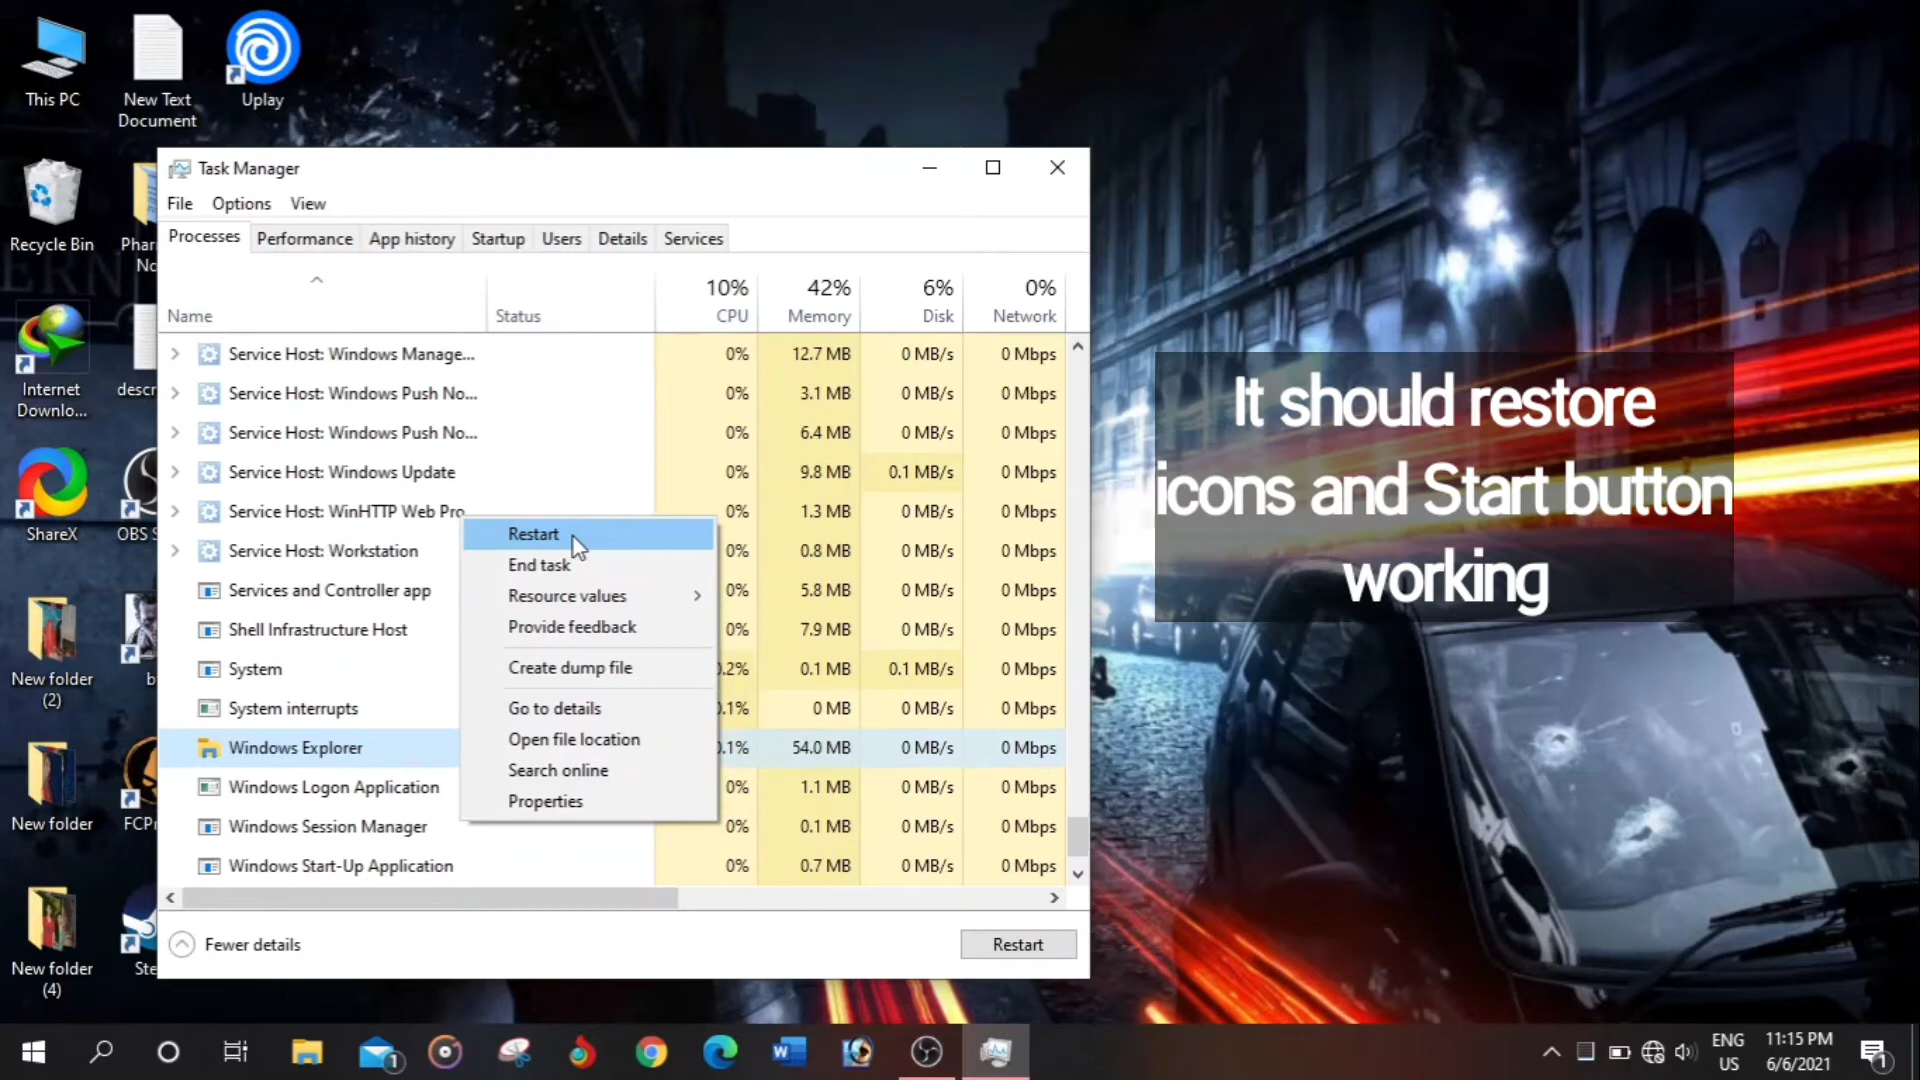 This PC
New Text
Document
Uplay
Recycle Bin
Internet
Downlo...
ShareX
New folder
(2)
New folder
New folder
(4)
Task Manager
File Options View
Processes Performance App history Startup Users Details Services
10% 42% 6% 0%
Name Status CPU Memory Disk Network
Service Host: Windows Manage... 0% 12.7 MB 0 MB/s 0 Mbps
Service Host: Windows Push No... 0% 3.1 MB 0 MB/s 0 Mbps
Service Host: Windows Push No... 0% 6.4 MB 0 MB/s 0 Mbps
Service Host: Windows Update 0% 9.8 MB 0.1 MB/s 0 Mbps
Service Host: WinHTTP Web Pro 0% 1.3 MB 0 MB/s 0 Mbps
Service Host: Workstation 0% 0.8 MB 0 MB/s 0 Mbps
Services and Controller app 0% 5.8 MB 0 MB/s 0 Mbps
Shell Infrastructure Host 0% 7.9 MB 0 MB/s 0 Mbps
System .2% 0.1 MB 0.1 MB/s 0 Mbps
System interrupts .1% 0 MB 0 MB/s 0 Mbps
Windows Explorer .1% 54.0 MB 0 MB/s 0 Mbps
Windows Logon Application 0% 1.1 MB 0 MB/s 0 Mbps
Windows Session Manager 0% 0.1 MB 0 MB/s 0 Mbps
Windows Start-Up Application 0% 0.7 MB 0 MB/s 0 Mbps
Restart
End task
Resource values
Provide feedback
Create dump file
Go to details
Open file location
Search online
Properties
Fewer details Restart
It should restore
icons and Start button
working
1
ENG
US
11:15 PM
6/6/2021
1